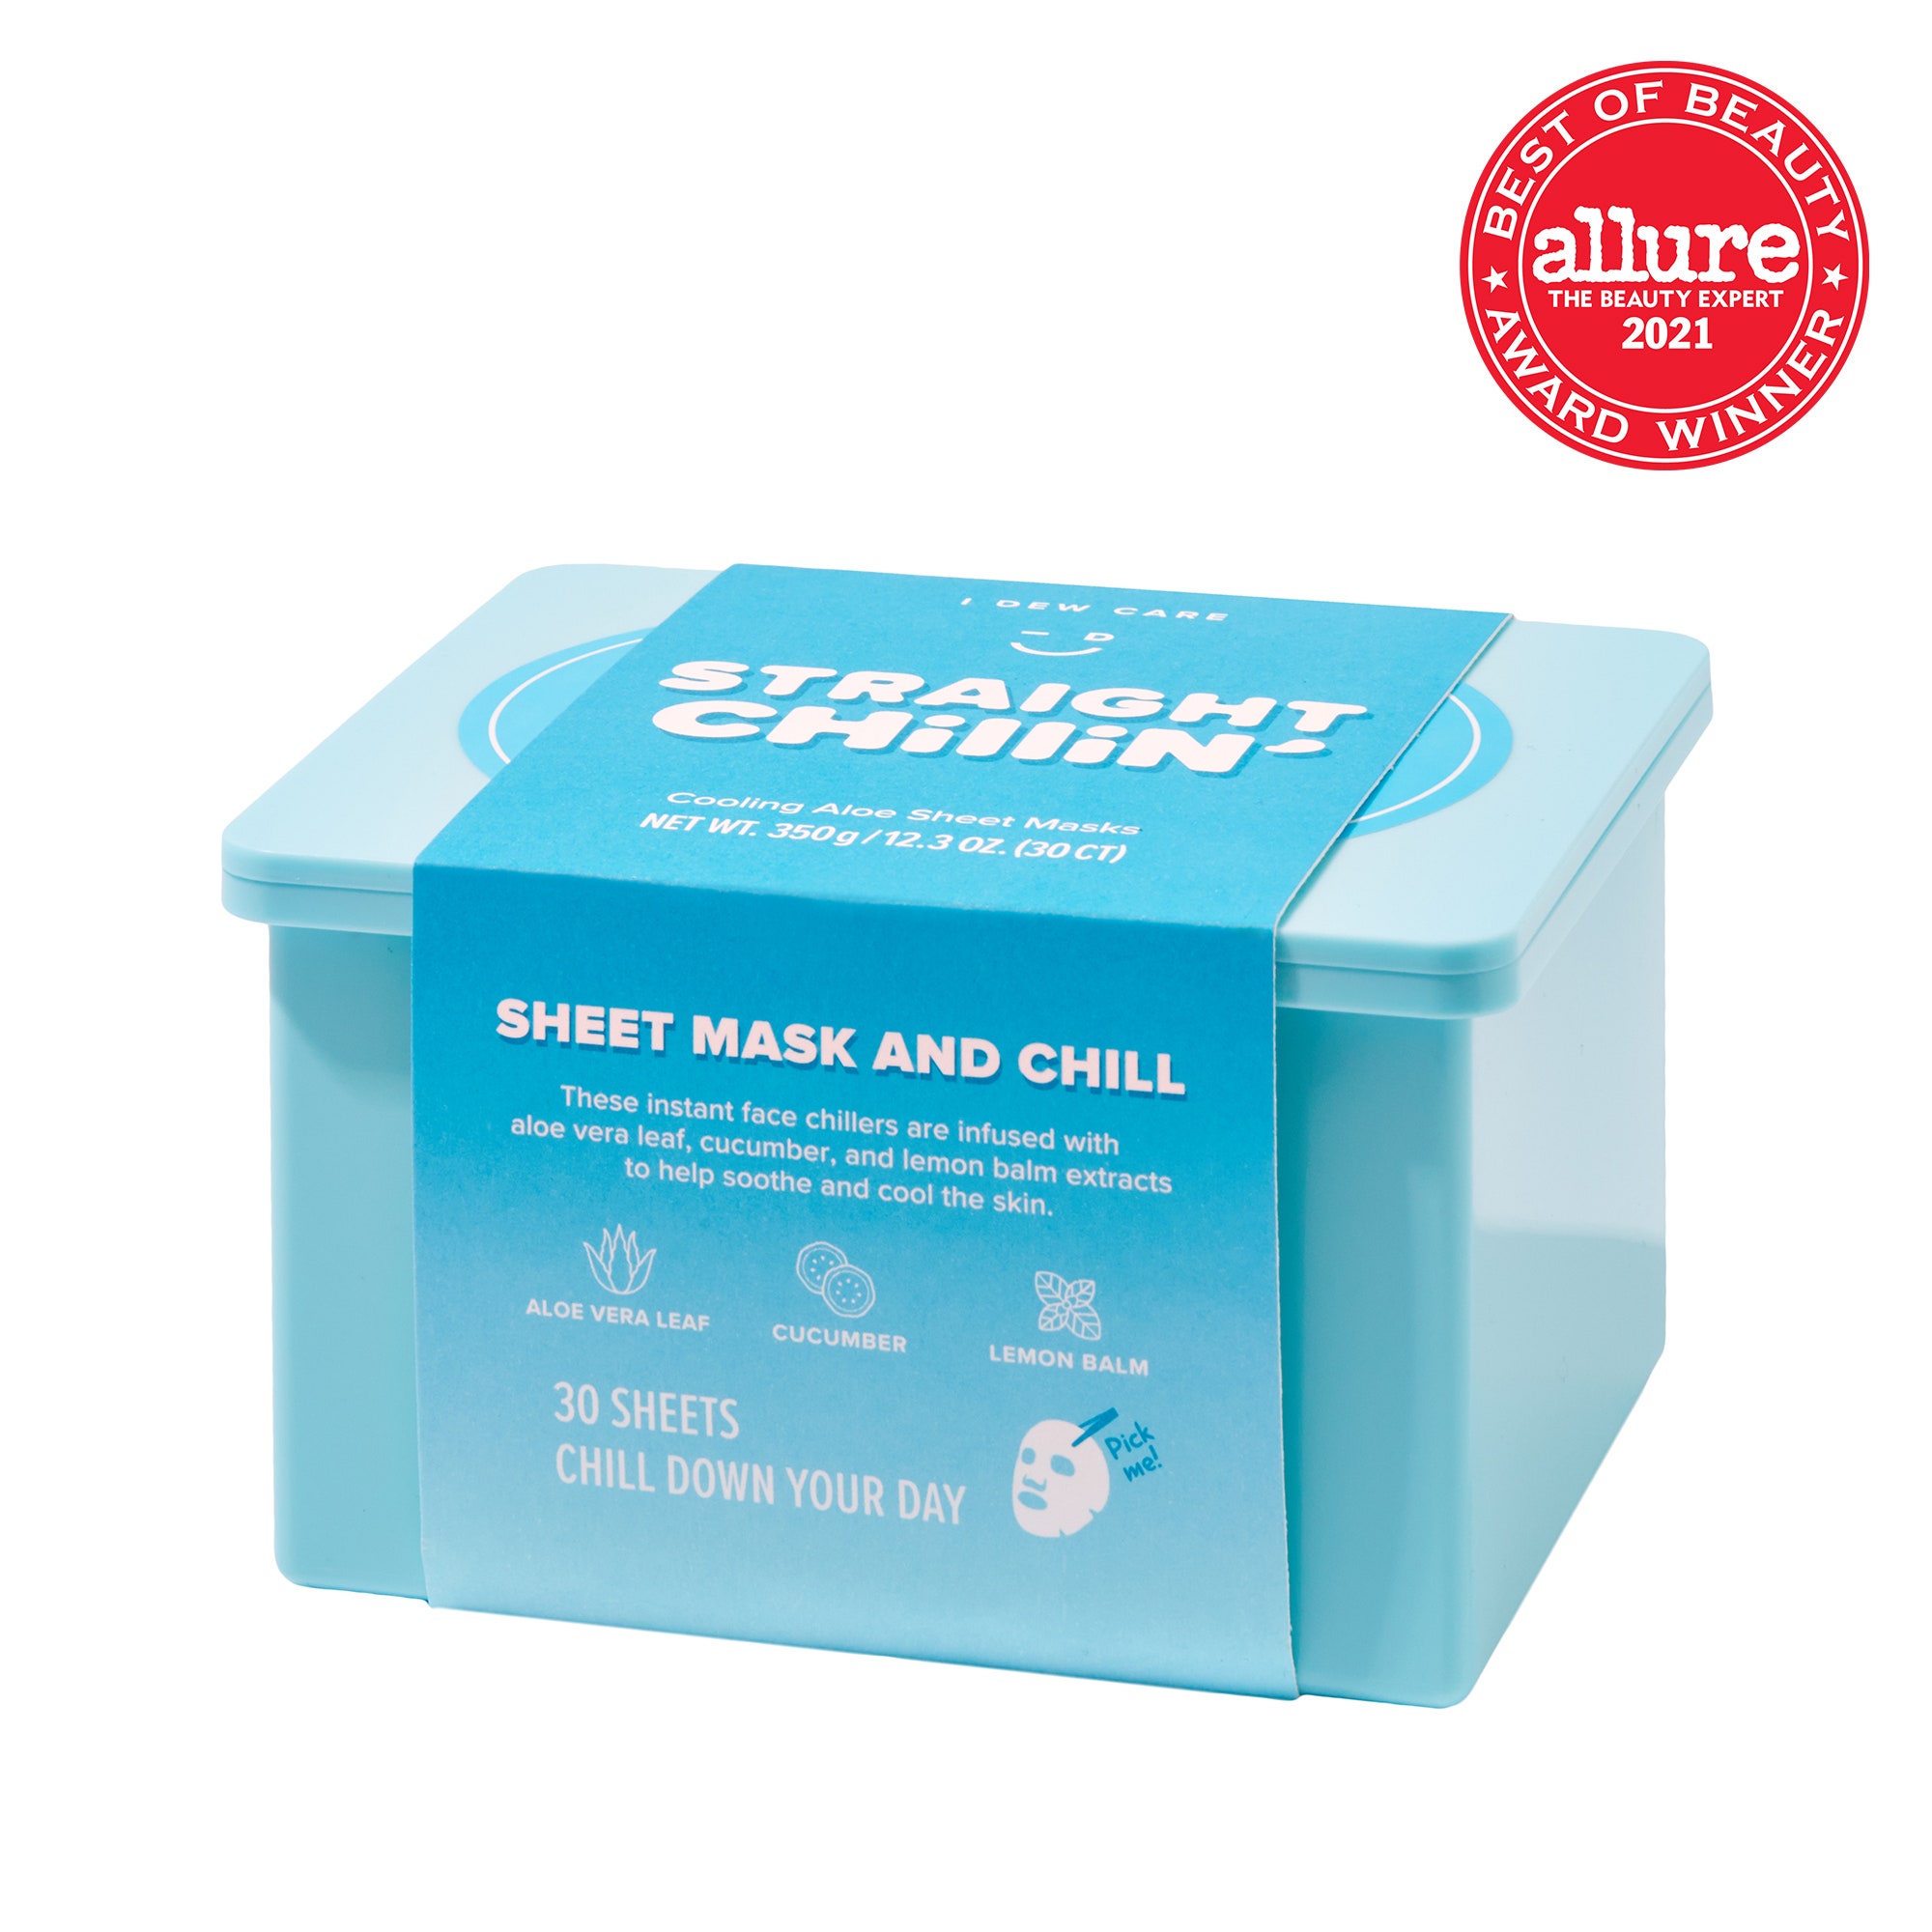 BEST OF BEAUTY
allure
THE BEAUTY EXPERT
2021
AWARD WINNER
I DEW CARE
STRAIGHT
CHilliN'
Cooling Aloe Sheet Masks
NET WT. 350g / 12.3 OZ. (30 CT)
SHEET MASK AND CHILL
These instant face chillers are infused with
aloe vera leaf, cucumber, and lemon balm extracts
to help soothe and cool the skin.
ALOE VERA LEAF
CUCUMBER
LEMON BALM
30 SHEETS
CHILL DOWN YOUR DAY
Pick
me!